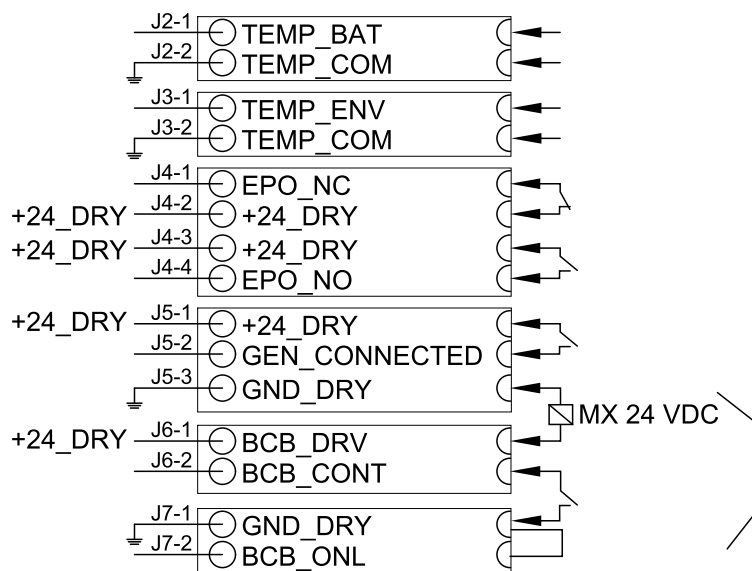 J2-1 TEMP_BAT
J2-2 TEMP_COM
J3-1 TEMP_ENV
J3-2 TEMP_COM
J4-1 EPO_NC
+24_DRY J4-2 +24_DRY
+24_DRY J4-3 +24_DRY
J4-4 EPO_NO
+24_DRY J5-1 +24_DRY
J5-2 GEN_CONNECTED
J5-3 GND_DRY
MX 24 VDC
+24_DRY J6-1 BCB_DRV
J6-2 BCB_CONT
J7-1 GND_DRY
J7-2 BCB_ONL